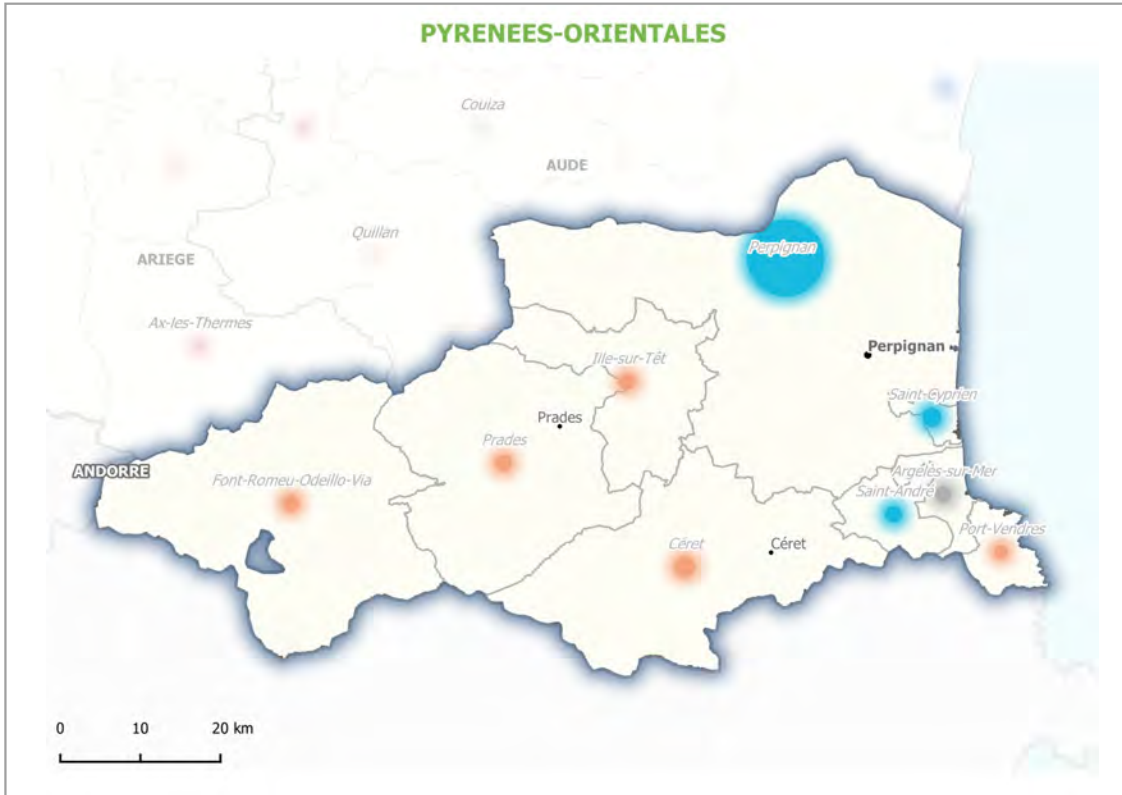 PYRENEES-ORIENTALES
Couiza
AUDE
Quillan
Perpignan
ARIEGE
Ax-les-Thermes
Perpignan
Ille-sur-Têt
Saint-Cyprien
Prades
Prades
ANDORRE
Font-Romeu-Odeillo-Via
Argelès-sur-Mer
Saint-André
Port-Vendres
Céret
Céret
0 10 20 km